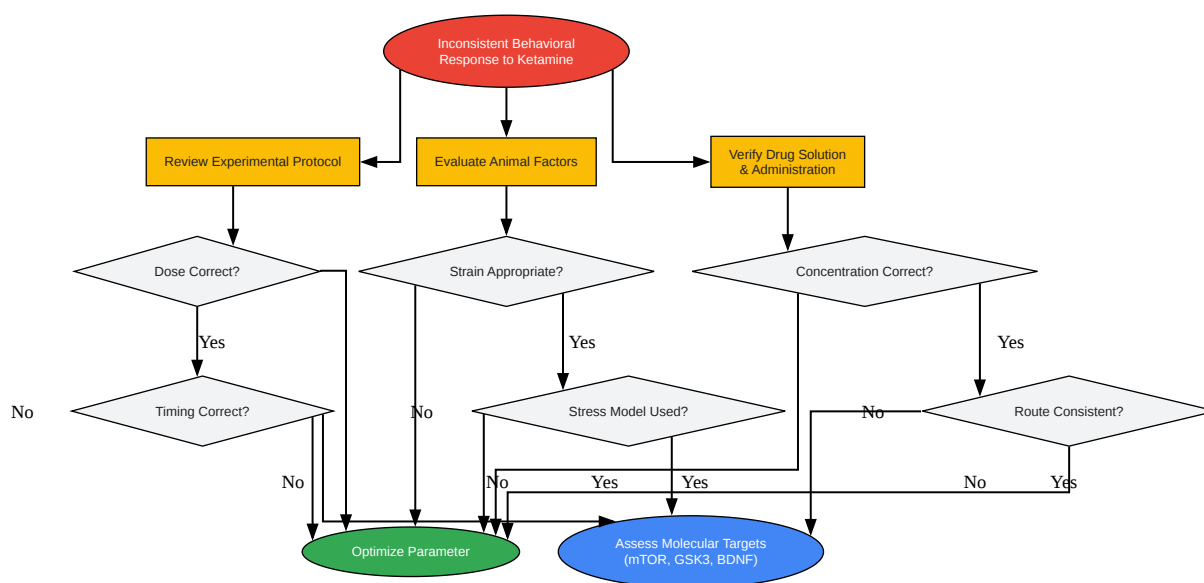 Inconsistent Behavioral
Response to Ketamine
Review Experimental Protocol
Evaluate Animal Factors
Verify Drug Solution
& Administration
Dose Correct?
Strain Appropriate?
Concentration Correct?
Yes
Yes
Yes
No
Timing Correct?
No
Stress Model Used?
No
Route Consistent?
No
No
Yes
Yes
No
Yes
Optimize Parameter
Assess Molecular Targets
(mTOR, GSK3, BDNF)